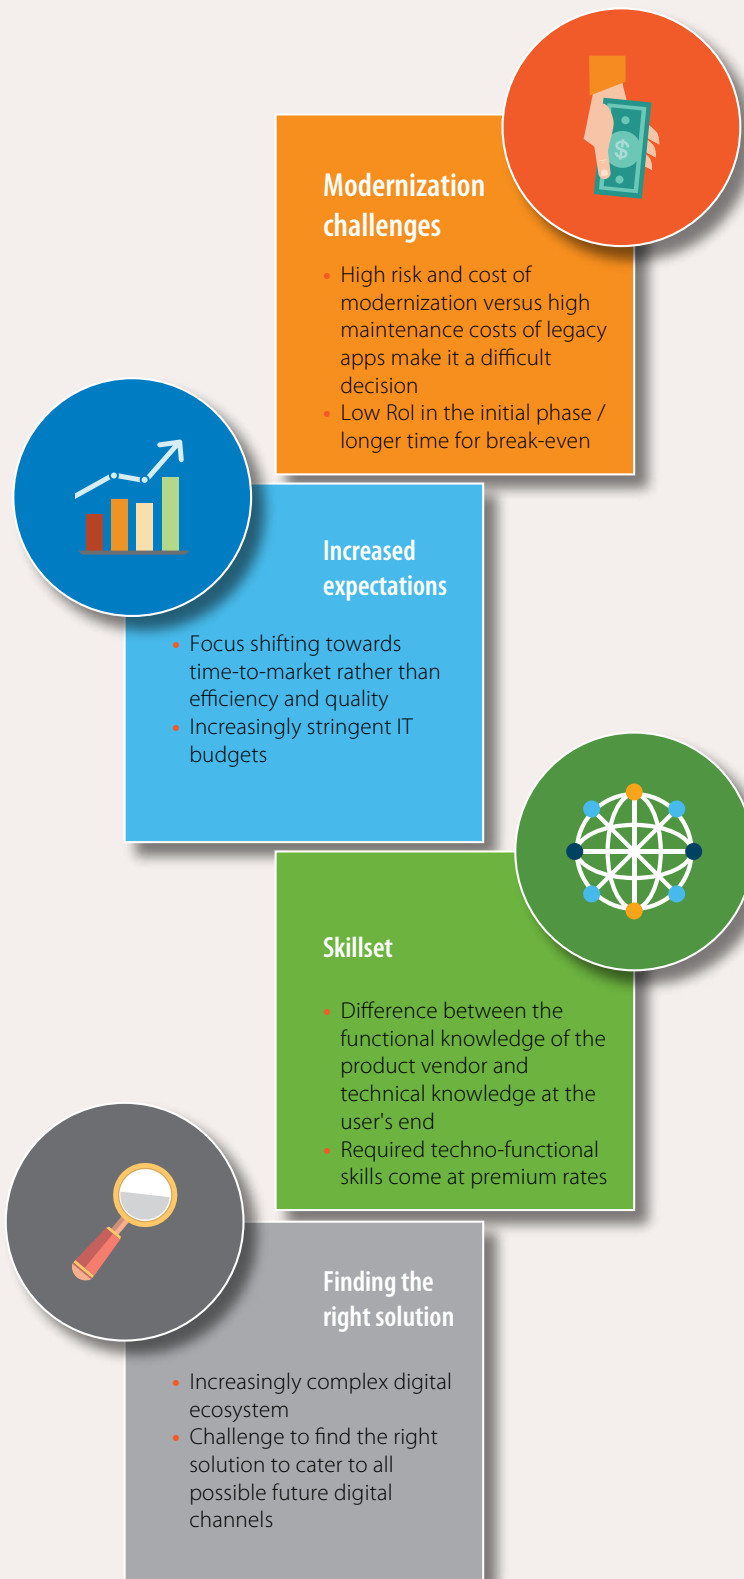 Modernization
challenges
• High risk and cost of
modernization versus high
maintenance costs of legacy
apps make it a difficult
decision
• Low RoI in the initial phase /
longer time for break-even
Increased
expectations
• Focus shifting towards
time-to-market rather than
efficiency and quality
• Increasingly stringent IT
budgets
Skillset
• Difference between the
functional knowledge of the
product vendor and
technical knowledge at the
user's end
• Required techno-functional
skills come at premium rates
Finding the
right solution
• Increasingly complex digital
ecosystem
• Challenge to find the right
solution to cater to all
possible future digital
channels
$